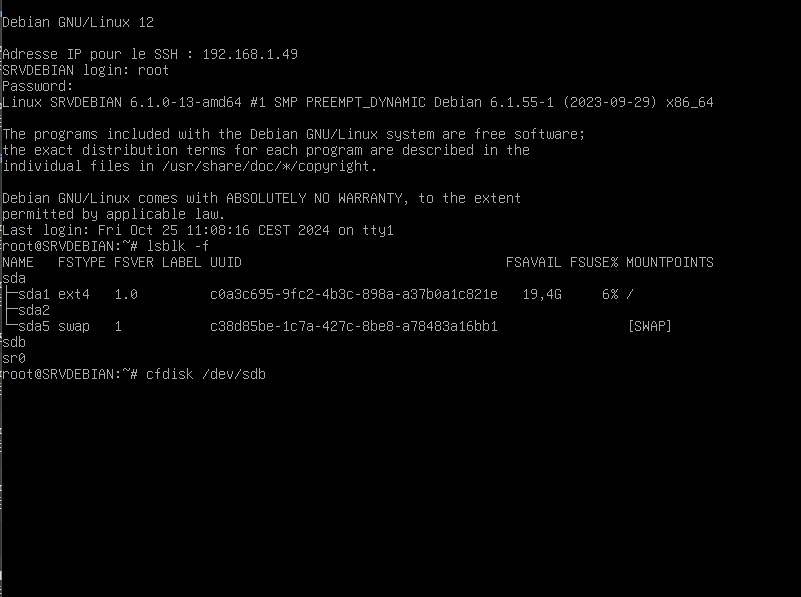 Debian GNU/Linux 12
Adresse IP pour le SSH : 192.168.1.49
SRVDEBIAN login: root
Password:
Linux SRVDEBIAN 6.1.0-13-amd64 #1 SMP PREEMPT_DYNAMIC Debian 6.1.55-1 (2023-09-29) x86_64
The programs included with the Debian GNU/Linux system are free software;
the exact distribution terms for each program are described in the
individual files in /usr/share/doc/*/copyright.
Debian GNU/Linux comes with ABSOLUTELY NO WARRANTY, to the extent
permitted by applicable law.
Last login: Fri Oct 25 11:08:16 CEST 2024 on tty1
root@SRVDEBIAN:~# lsblk -f
NAME   FSTYPE FSVER LABEL UUID                                 FSAVAIL FSUSE% MOUNTPOINTS
sda
├─sda1 ext4   1.0         c0a3c695-9fc2-4b3c-898a-a37b0a1c821e   19,4G     6% /
├─sda2
└─sda5 swap   1           c38d85be-1c7a-427c-8be8-a78483a16bb1                [SWAP]
sdb
sr0
root@SRVDEBIAN:~# cfdisk /dev/sdb